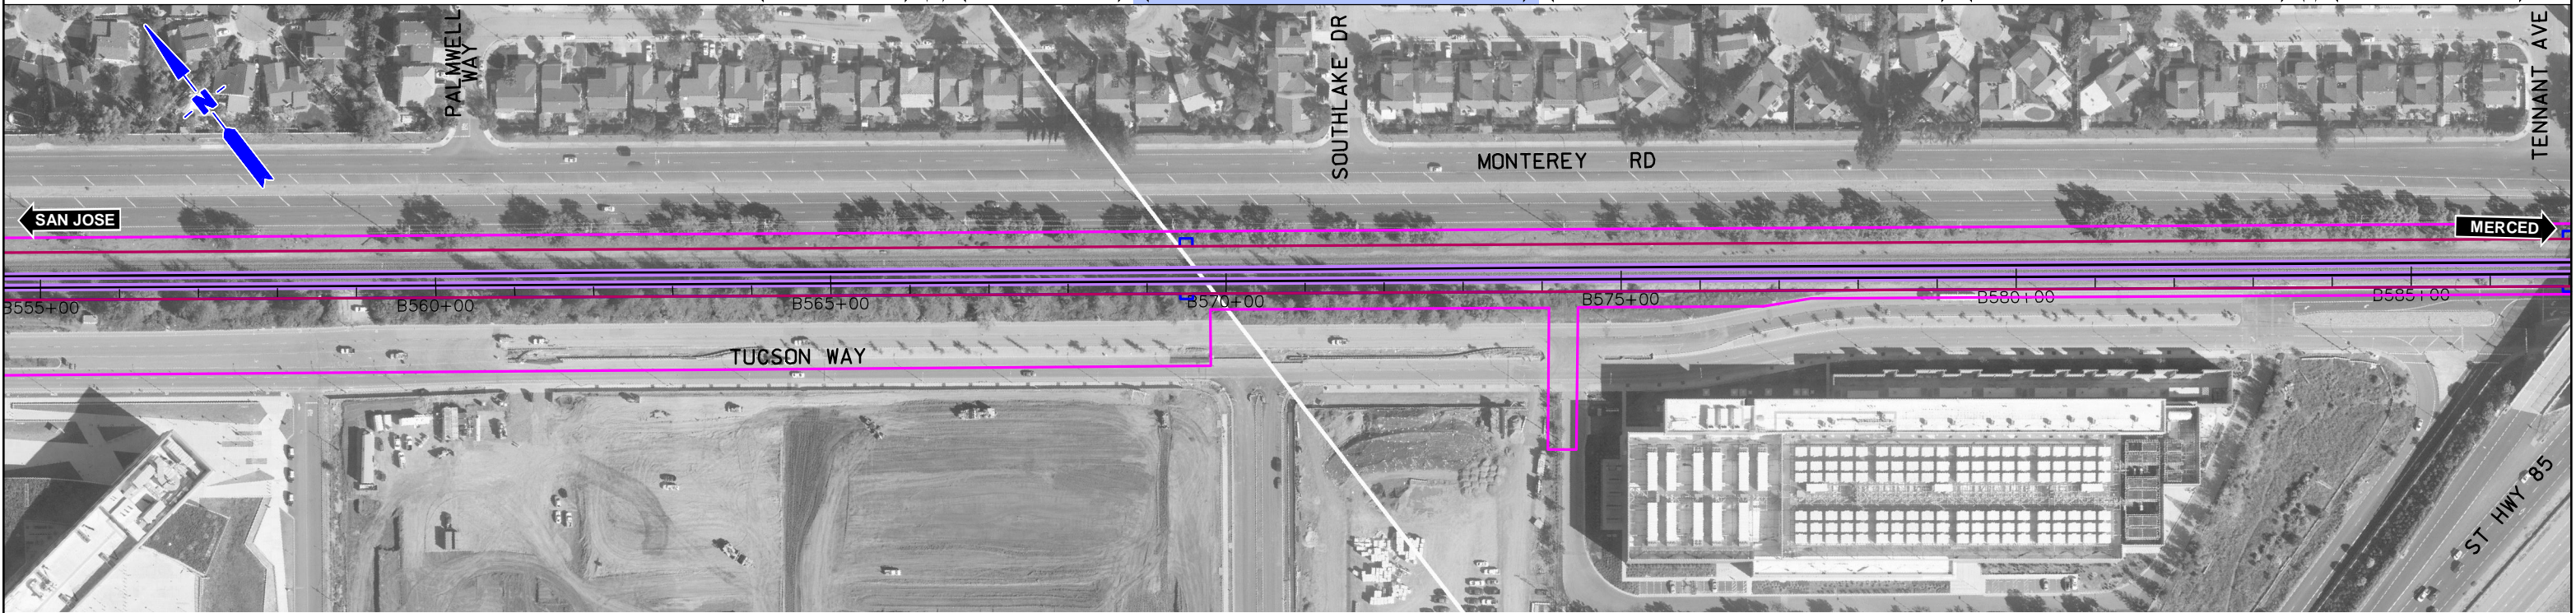 PALMWELL
WAY
SOUTHLAKE DR
TENNANT AVE
N
MONTEREY RD
SAN JOSE
MERCED
B555+00
B560+00
B565+00
B570+00
B575+00
B580+00
B585+00
TUCSON WAY
ST HWY 85